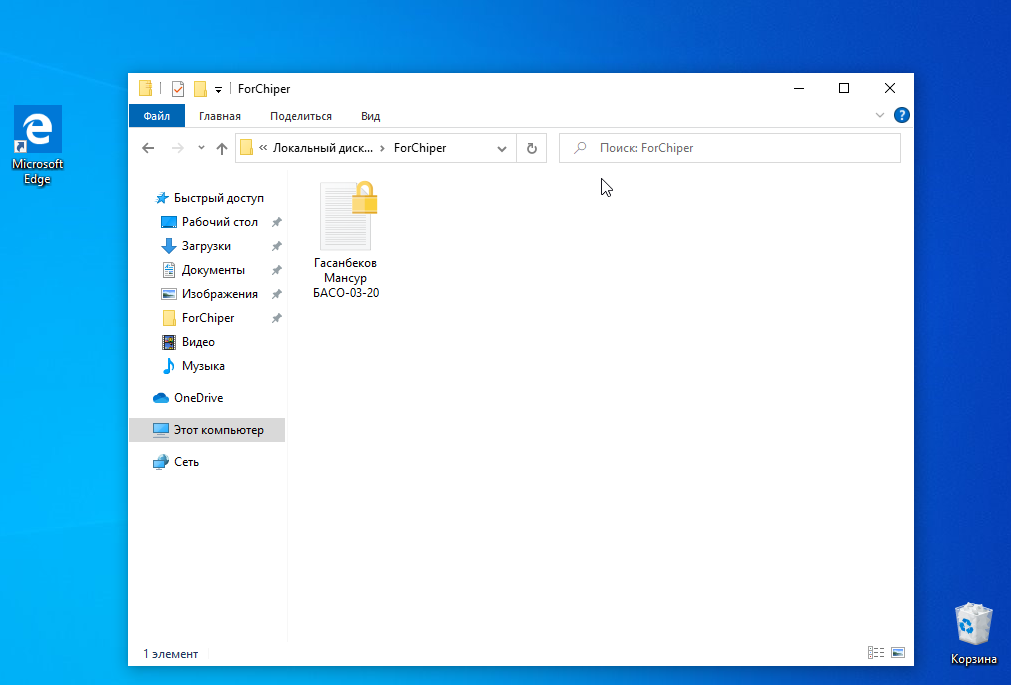 Microsoft
Edge
ForChiper
Файл
Главная
Поделиться
Вид
?
« Локальный диск... › ForChiper
Поиск: ForChiper
Быстрый доступ
Рабочий стол
Загрузки
Документы
Изображения
ForChiper
Видео
Музыка
OneDrive
Этот компьютер
Сеть
Гасанбеков
Мансур
БАСО-03-20
1 элемент
Корзина